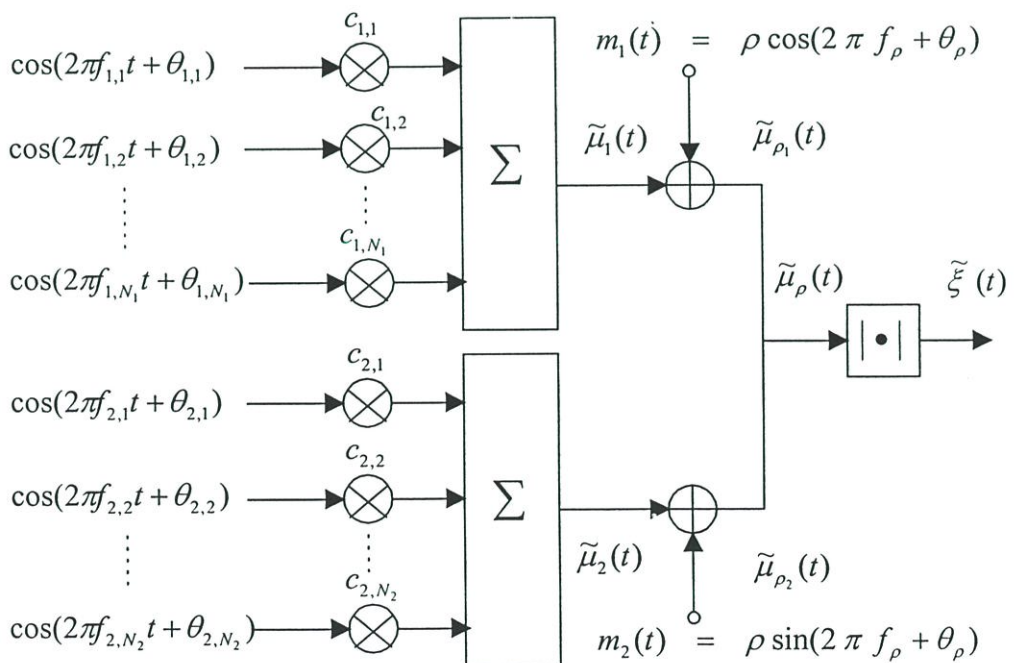 c_{1,1}
m_1(t) = ρ cos(2 π f_ρ + θ_ρ)
cos(2πf_{1,1}t + θ_{1,1})
c_{1,2}
cos(2πf_{1,2}t + θ_{1,2})
Σ
μ̃_1(t)
μ̃_{ρ_1}(t)
c_{1,N_1}
cos(2πf_{1,N_1}t + θ_{1,N_1})
μ̃_ρ(t)
ξ̃ (t)
| • |
c_{2,1}
cos(2πf_{2,1}t + θ_{2,1})
c_{2,2}
cos(2πf_{2,2}t + θ_{2,2})
Σ
μ̃_2(t)
μ̃_{ρ_2}(t)
c_{2,N_2}
cos(2πf_{2,N_2}t + θ_{2,N_2})
m_2(t) = ρ sin(2 π f_ρ + θ_ρ)